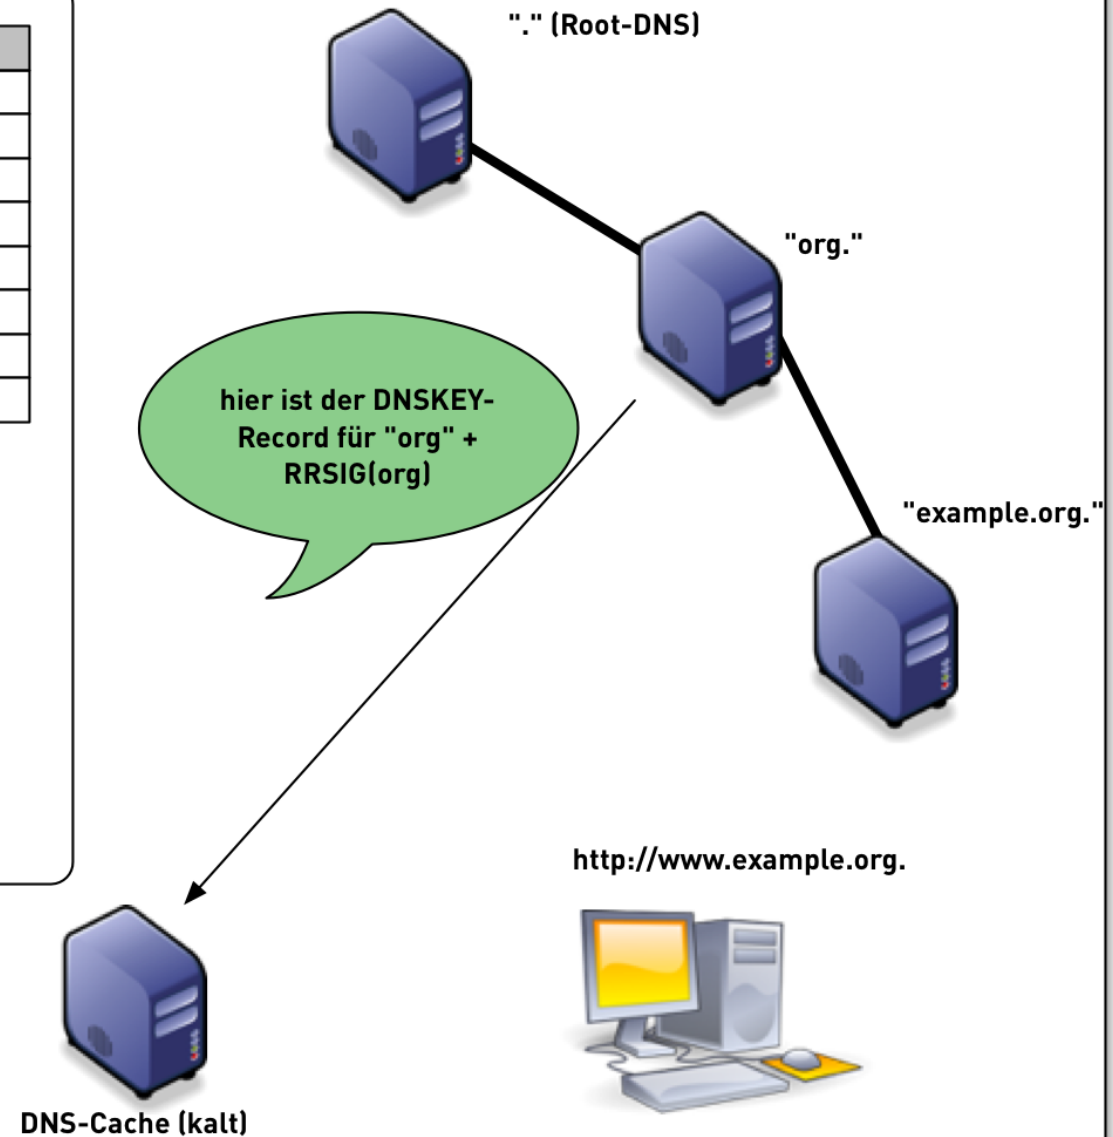 "." (Root-DNS)
"org."
hier ist der DNSKEY-
Record für "org" +
RRSIG(org)
"example.org."
http://www.example.org.
DNS-Cache (kalt)